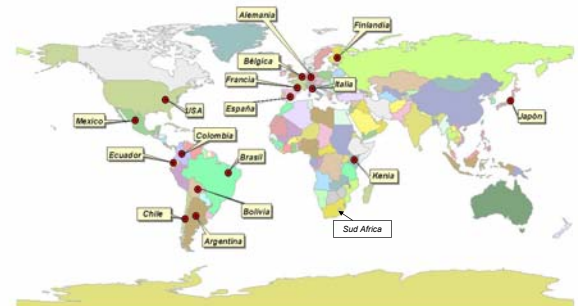 Alemania
Finlandia
Bélgica
Francia
Italia
España
USA
Mexico
Japón
Colombia
Ecuador
Brasil
Kenia
Bolivia
Chile
Sud Africa
Argentina